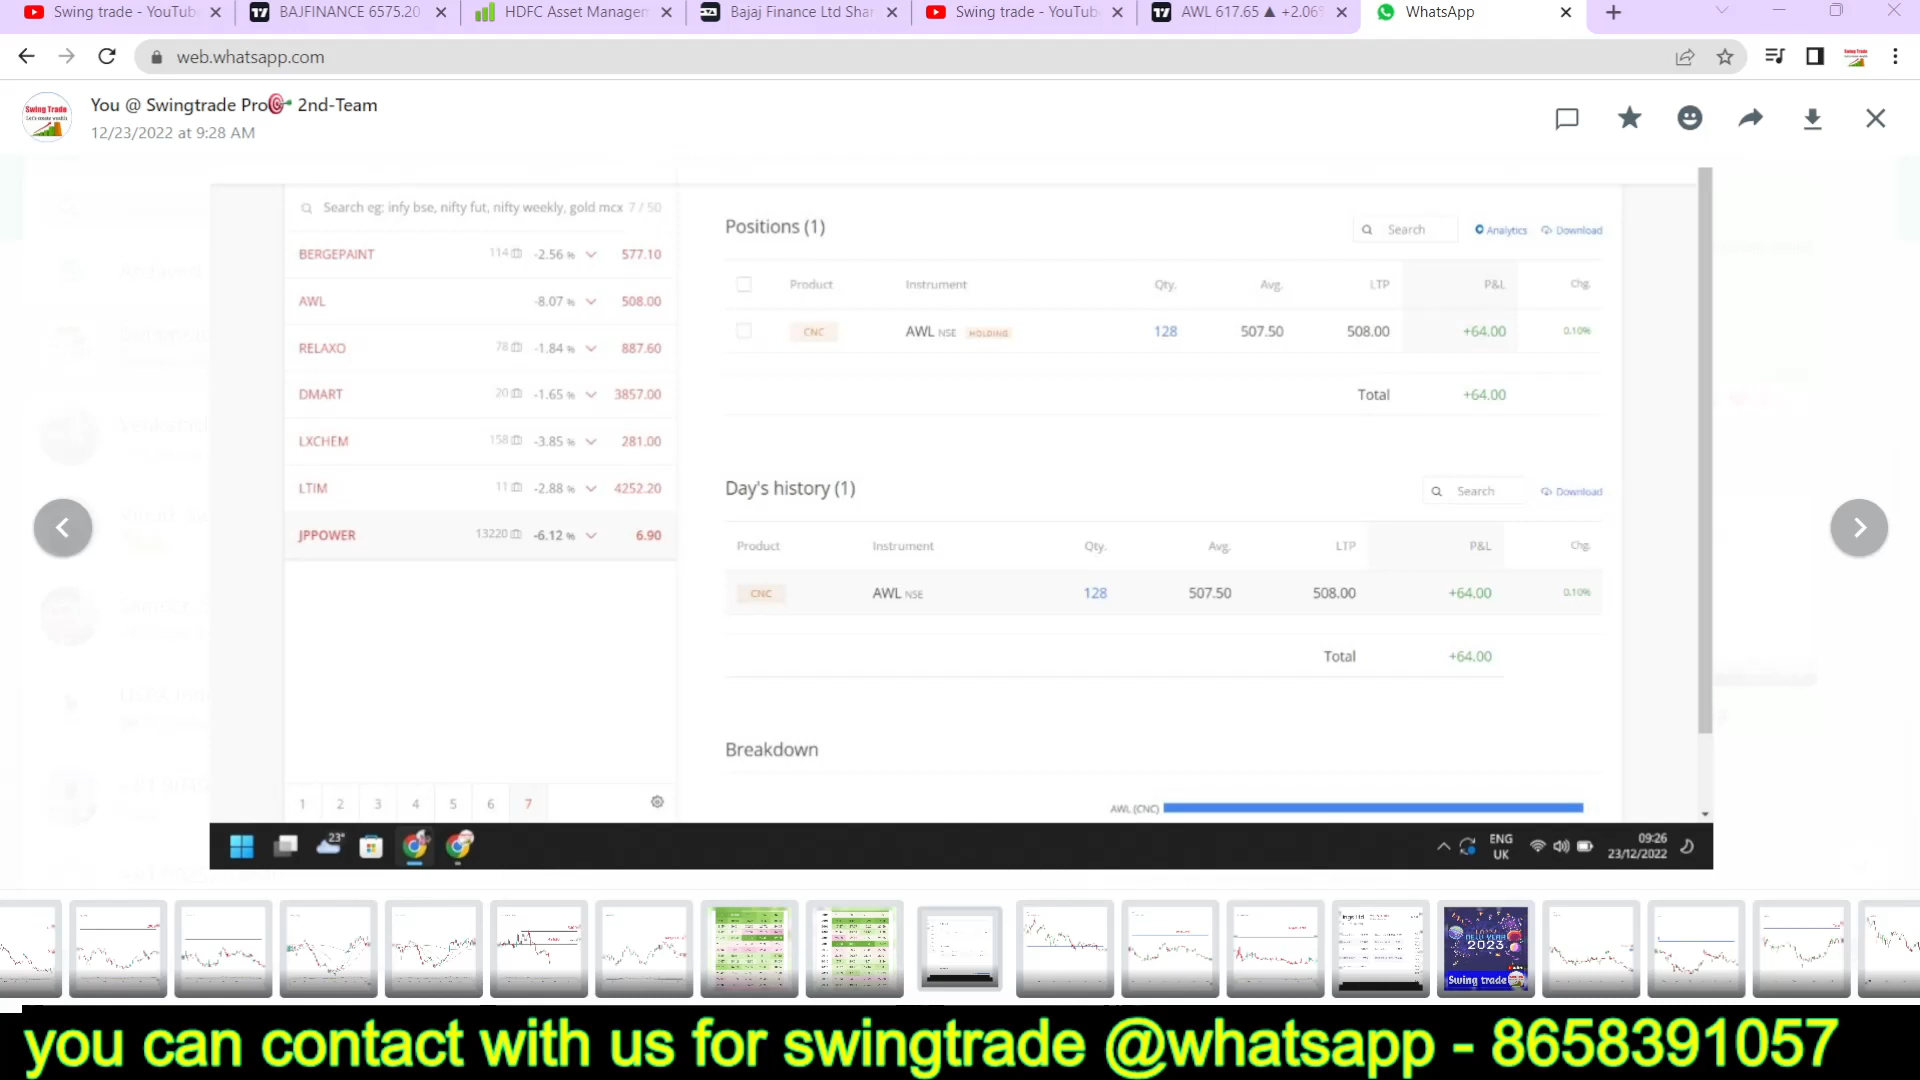 Swing trade - YouTub
BAJFINANCE 6575.20
HDFC Asset Managem
Bajaj Finance Ltd Shar
Swing trade - YouTub
AWL 617.65 ▲ +2.06%
WhatsApp
web.whatsapp.com
You @ Swingtrade Pro🎯 2nd-Team
12/23/2022 at 9:28 AM
Search eg: infy bse, nifty fut, nifty weekly, gold mcx 7 / 50
BERGEPAINT 114 -2.56 % 577.10
AWL -8.07 % 508.00
RELAXO 78 -1.84 % 887.60
DMART 20 -1.65 % 3857.00
LXCHEM 158 -3.85 % 281.00
LTIM 11 -2.88 % 4252.20
JPPOWER 13220 -6.12 % 6.90
1 2 3 4 5 6 7
Positions (1) Search Analytics Download
Product Instrument Qty. Avg. LTP P&L Chg.
CNC AWL NSE HOLDING 128 507.50 508.00 +64.00 0.10%
Total +64.00
Day's history (1) Search Download
Product Instrument Qty. Avg. LTP P&L Chg.
CNC AWL NSE 128 507.50 508.00 +64.00 0.10%
Total +64.00
Breakdown
AWL (CNC)
23°
ENG
UK
09:26
23/12/2022
2023
Swing trade
you can contact with us for swingtrade @whatsapp - 8658391057